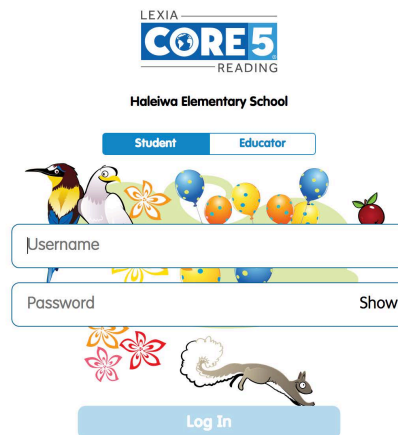 LEXIA
CORE5
READING
Haleiwa Elementary School
Student Educator
Username
Password Show
Log In